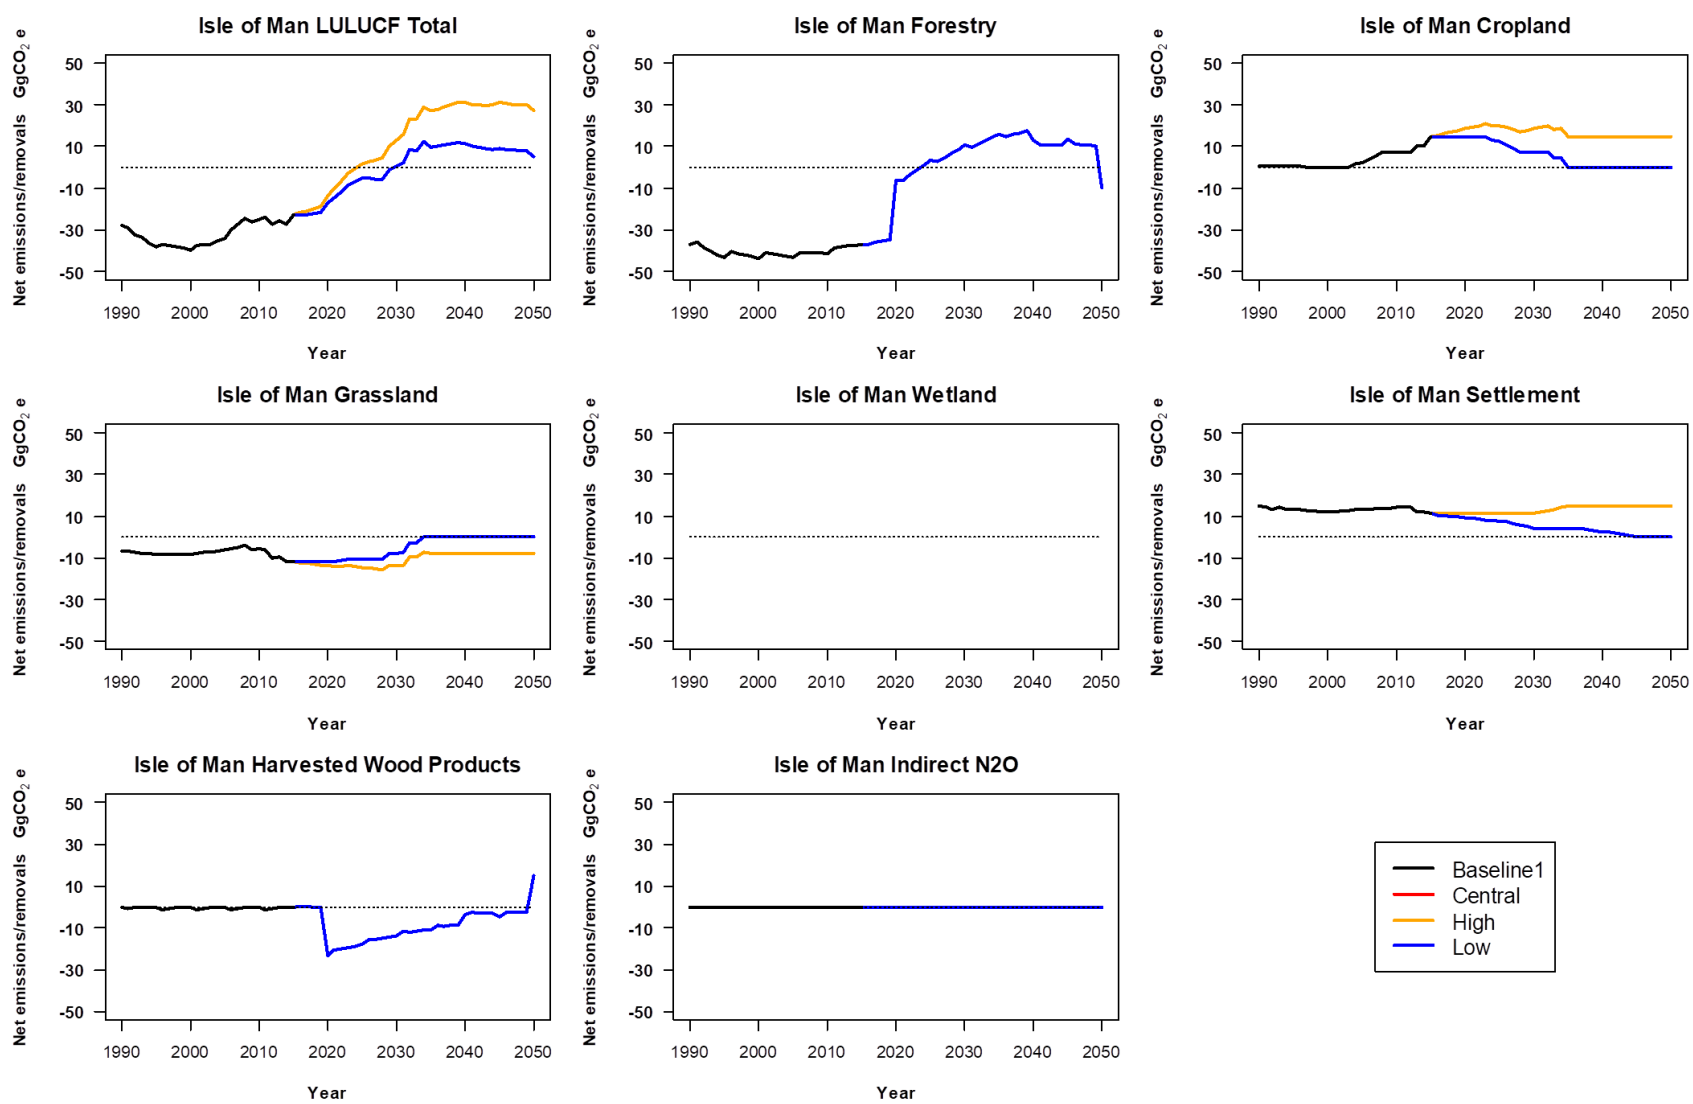 Isle of Man LULUCF Total
Net emissions/removals GgCO2 e
50
30
10
-10
-30
-50
1990 2000 2010 2020 2030 2040 2050
Year
Isle of Man Forestry
Net emissions/removals GgCO2 e
50
30
10
-10
-30
-50
1990 2000 2010 2020 2030 2040 2050
Year
Isle of Man Cropland
Net emissions/removals GgCO2 e
50
30
10
-10
-30
-50
1990 2000 2010 2020 2030 2040 2050
Year
Isle of Man Grassland
Net emissions/removals GgCO2 e
50
30
10
-10
-30
-50
1990 2000 2010 2020 2030 2040 2050
Year
Isle of Man Wetland
Net emissions/removals GgCO2 e
50
30
10
-10
-30
-50
1990 2000 2010 2020 2030 2040 2050
Year
Isle of Man Settlement
Net emissions/removals GgCO2 e
50
30
10
-10
-30
-50
1990 2000 2010 2020 2030 2040 2050
Year
Isle of Man Harvested Wood Products
Net emissions/removals GgCO2 e
50
30
10
-10
-30
-50
1990 2000 2010 2020 2030 2040 2050
Year
Isle of Man Indirect N2O
Net emissions/removals GgCO2 e
50
30
10
-10
-30
-50
1990 2000 2010 2020 2030 2040 2050
Year
Baseline1
Central
High
Low